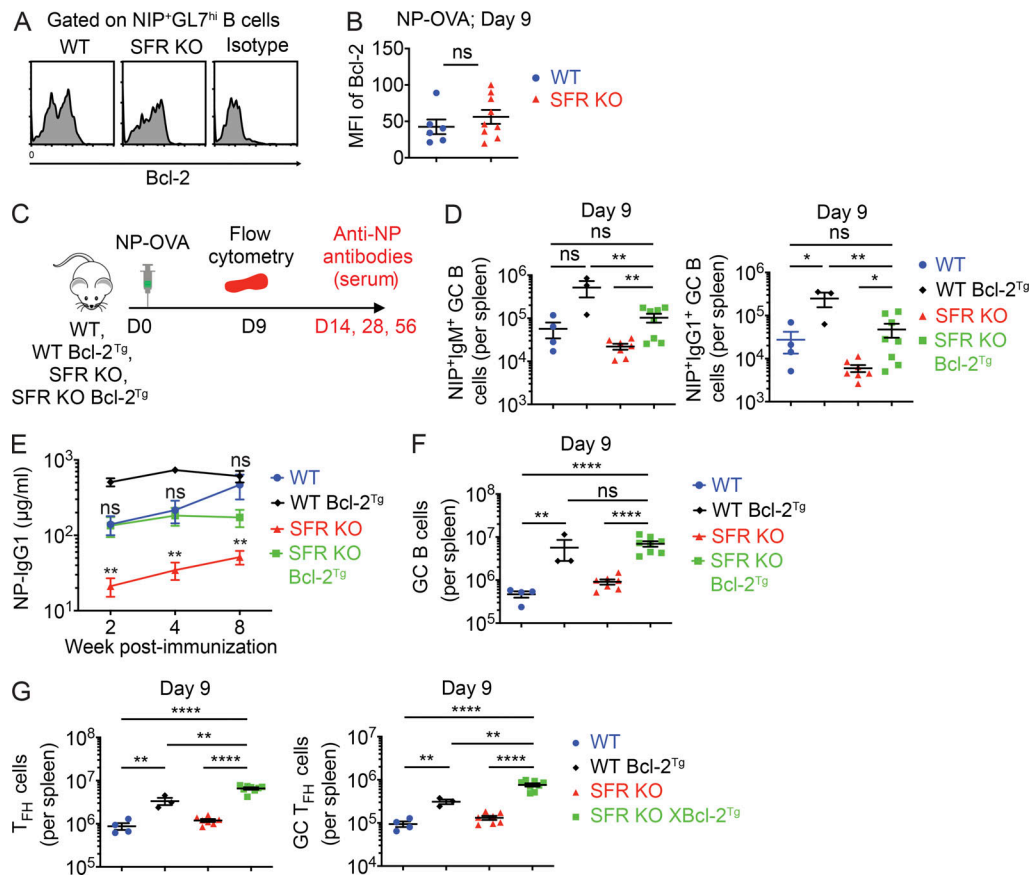 A
Gated on NIP⁺GL7ʰⁱ B cells
WT
SFR KO
Isotype
0
Bcl-2
B
NP-OVA; Day 9
MFI of Bcl-2
150
100
50
0
ns
WT
SFR KO
C
NP-OVA
Flow
cytometry
Anti-NP
antibodies
(serum)
D0
D9
D14, 28, 56
WT,
WT Bcl-2ᵀᵍ,
SFR KO,
SFR KO Bcl-2ᵀᵍ
D
Day 9
ns
ns
**
**
NIP⁺IgM⁺ GC B
cells (per spleen)
10⁶
10⁵
10⁴
10³
Day 9
ns
*
**
*
NIP⁺IgG1⁺ GC B
cells (per spleen)
10⁶
10⁵
10⁴
10³
WT
WT Bcl-2ᵀᵍ
SFR KO
SFR KO
Bcl-2ᵀᵍ
E
NP-IgG1 (µg/ml)
10³
10²
10¹
ns
ns
ns
**
**
**
2
4
8
Week post-immunization
WT
WT Bcl-2ᵀᵍ
SFR KO
SFR KO
Bcl-2ᵀᵍ
F
Day 9
****
ns
**
****
GC B cells
(per spleen)
10⁸
10⁷
10⁶
10⁵
WT
WT Bcl-2ᵀᵍ
SFR KO
SFR KO
Bcl-2ᵀᵍ
G
Day 9
****
**
**
****
T_FH cells
(per spleen)
10⁸
10⁷
10⁶
10⁵
Day 9
****
**
**
****
GC T_FH cells
(per spleen)
10⁷
10⁶
10⁵
10⁴
WT
WT Bcl-2ᵀᵍ
SFR KO
SFR KO XBcl-2ᵀᵍ